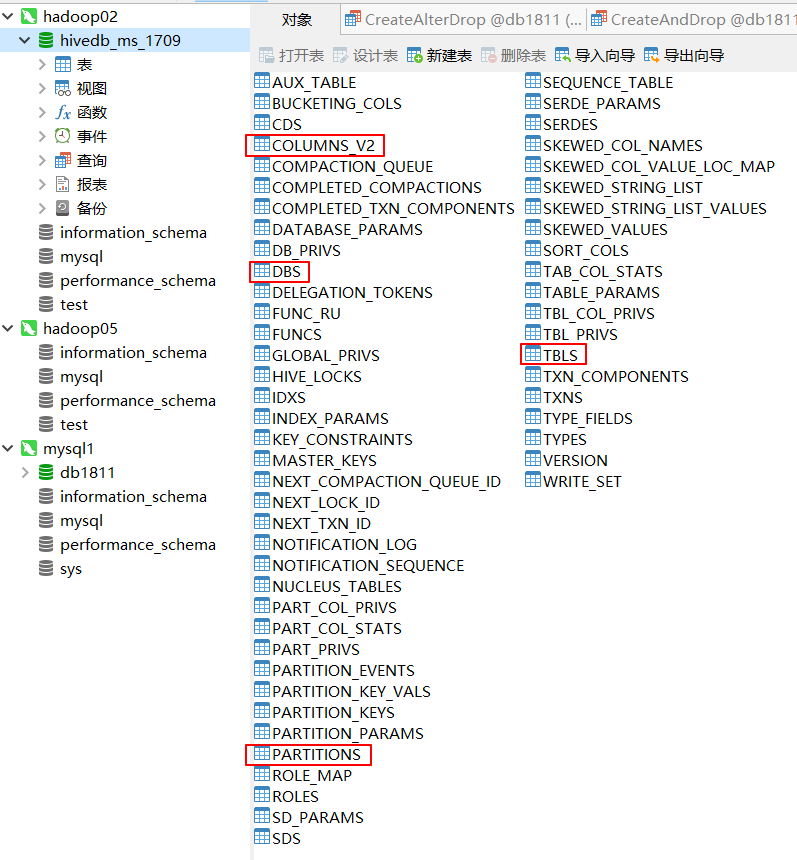 hadoop02
hivedb_ms_1709
表
视图
函数
事件
查询
报表
备份
information_schema
mysql
performance_schema
test
hadoop05
information_schema
mysql
performance_schema
test
mysql1
db1811
information_schema
mysql
performance_schema
sys
对象 CreateAlterDrop @db1811 (... CreateAndDrop @db1811
打开表 设计表 新建表 删除表 导入向导 导出向导
AUX_TABLE
BUCKETING_COLS
CDS
COLUMNS_V2
COMPACTION_QUEUE
COMPLETED_COMPACTIONS
COMPLETED_TXN_COMPONENTS
DATABASE_PARAMS
DB_PRIVS
DBS
DELEGATION_TOKENS
FUNC_RU
FUNCS
GLOBAL_PRIVS
HIVE_LOCKS
IDXS
INDEX_PARAMS
KEY_CONSTRAINTS
MASTER_KEYS
NEXT_COMPACTION_QUEUE_ID
NEXT_LOCK_ID
NEXT_TXN_ID
NOTIFICATION_LOG
NOTIFICATION_SEQUENCE
NUCLEUS_TABLES
PART_COL_PRIVS
PART_COL_STATS
PART_PRIVS
PARTITION_EVENTS
PARTITION_KEY_VALS
PARTITION_KEYS
PARTITION_PARAMS
PARTITIONS
ROLE_MAP
ROLES
SD_PARAMS
SDS
SEQUENCE_TABLE
SERDE_PARAMS
SERDES
SKEWED_COL_NAMES
SKEWED_COL_VALUE_LOC_MAP
SKEWED_STRING_LIST
SKEWED_STRING_LIST_VALUES
SKEWED_VALUES
SORT_COLS
TAB_COL_STATS
TABLE_PARAMS
TBL_COL_PRIVS
TBL_PRIVS
TBLS
TXN_COMPONENTS
TXNS
TYPE_FIELDS
TYPES
VERSION
WRITE_SET